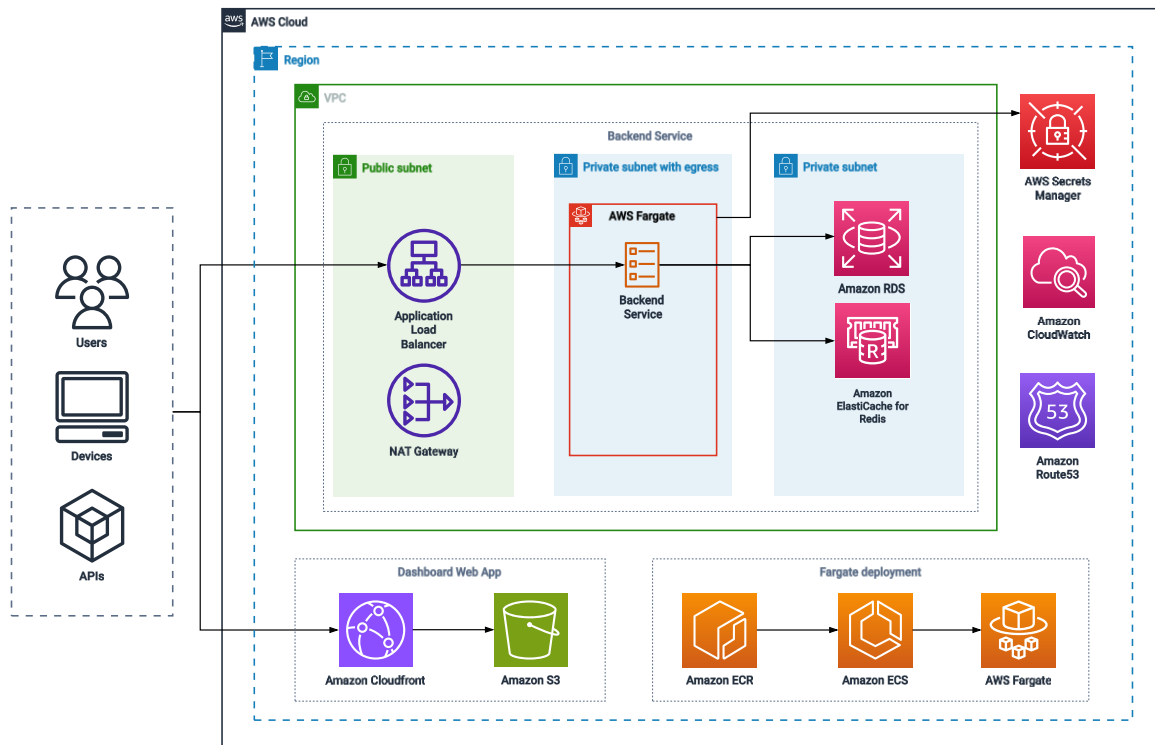 aws
AWS Cloud
Region
VPC
Backend Service
Public subnet
Private subnet with egress
Private subnet
AWS Fargate
AWS Secrets
Manager
Users
Application
Load
Balancer
Backend
Service
Amazon RDS
Amazon
CloudWatch
R
Amazon
ElastiCache for
Redis
Devices
NAT Gateway
53
Amazon
Route53
APIs
Dashboard Web App
Fargate deployment
Amazon Cloudfront
Amazon S3
Amazon ECR
Amazon ECS
AWS Fargate